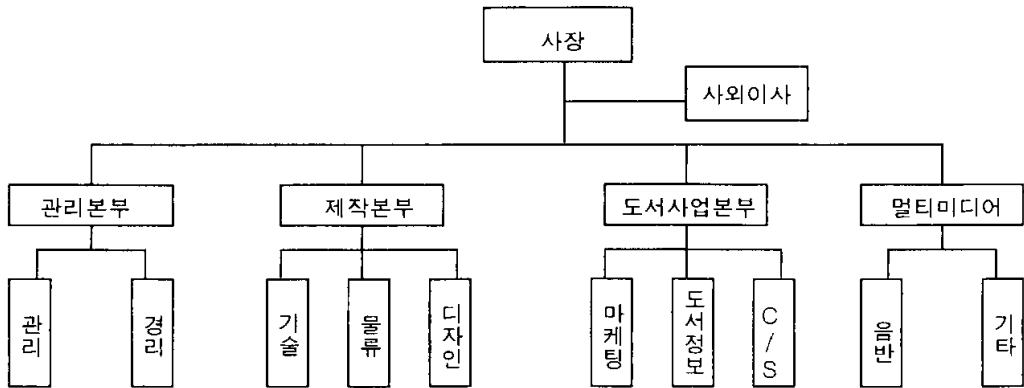 사장
사외이사
관리본부
제작본부
도서사업본부
멀티미디어
관리
경리
기술
물류
디자인
마케팅
도서정보
C/S
음반
기타